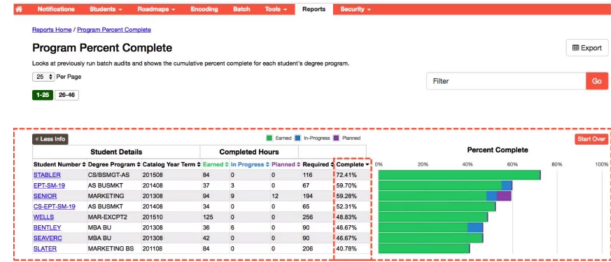 Notifications Students Roadmaps Encoding Batch Tools Reports Security
Reports Home / Program Percent Complete
Program Percent Complete
Export
Looks at previously run batch audits and shows the cumulative percent complete for each student's degree program.
25 Per Page
Filter Go
1-25 26-46
< Less Info Earned In-Progress Planned Start Over
Student Details Completed Hours Percent Complete
Student Number Degree Program Catalog Year Term Earned In Progress Planned Required Complete 0% 20% 40% 60% 80% 100%
STABLER CS/BSMGT-AS 201508 84 0 0 116 72.41%
EPT-SM-19 AS BUSMKT 201408 37 3 0 67 59.70%
SENIOR MARKETING 201308 94 9 12 194 59.28%
CS-EPT-SM-19 AS BUSMKT 201408 34 0 0 65 52.31%
WELLS MAR-EXCPT2 201510 125 0 0 256 48.83%
BENTLEY MBA BU 201308 36 6 0 90 46.67%
SEAVERC MBA BU 201308 42 0 0 90 46.67%
SLATER MARKETING BS 201108 84 0 0 206 40.78%